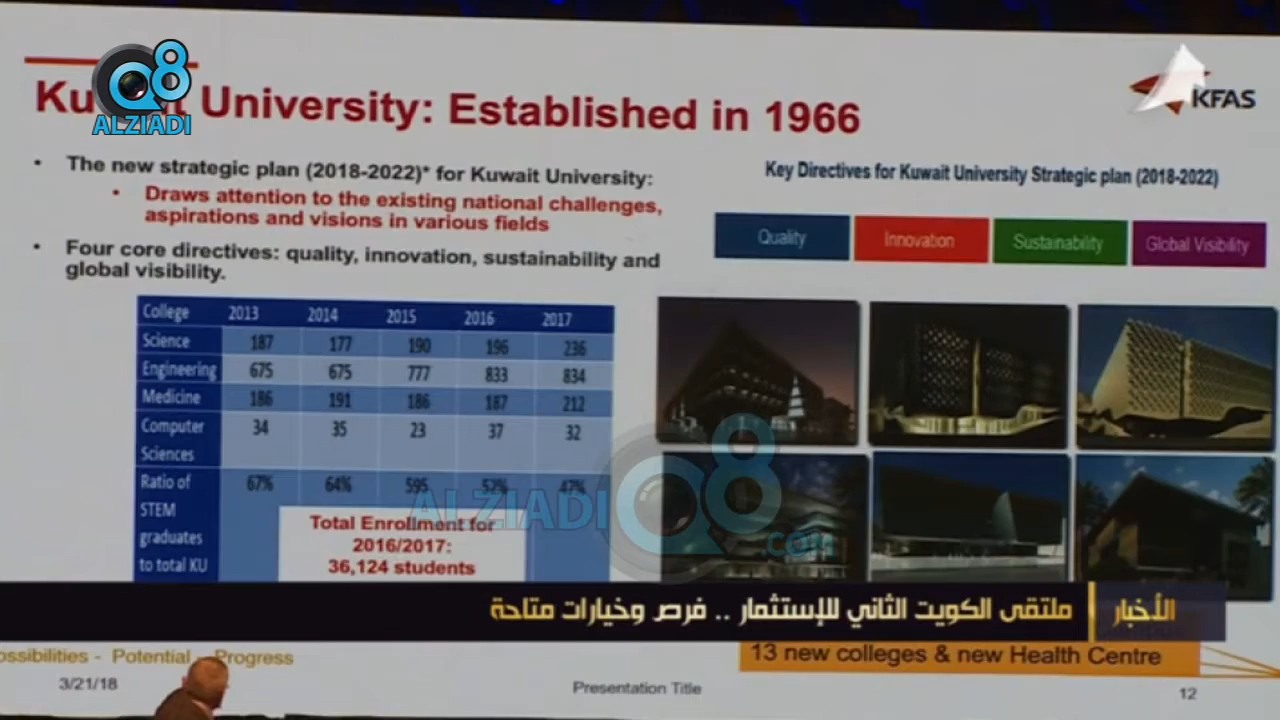 Q8
ALZIADI
Kuwait University: Established in 1966
KFAS
• The new strategic plan (2018-2022)* for Kuwait University:
• Draws attention to the existing national challenges,
aspirations and visions in various fields
• Four core directives: quality, innovation, sustainability and
global visibility.
Key Directives for Kuwait University Strategic plan (2018-2022)
Quality Innovation Sustainability Global Visibility
College 2013 2014 2015 2016 2017
Science 187 177 190 196 236
Engineering 675 675 777 833 834
Medicine 186 191 186 187 212
Computer 34 35 23 37 32
Sciences
Ratio of 67% 64% 595 52% 47%
STEM
graduates
to total KU
Total Enrollment for
2016/2017:
36,124 students
ALZIADI Q8
.com
الأخبار
ملتقى الكويت الثاني للإستثمار .. فرص وخيارات متاحة
ossibilities - Potential - Progress
13 new colleges & new Health Centre
3/21/18
Presentation Title
12